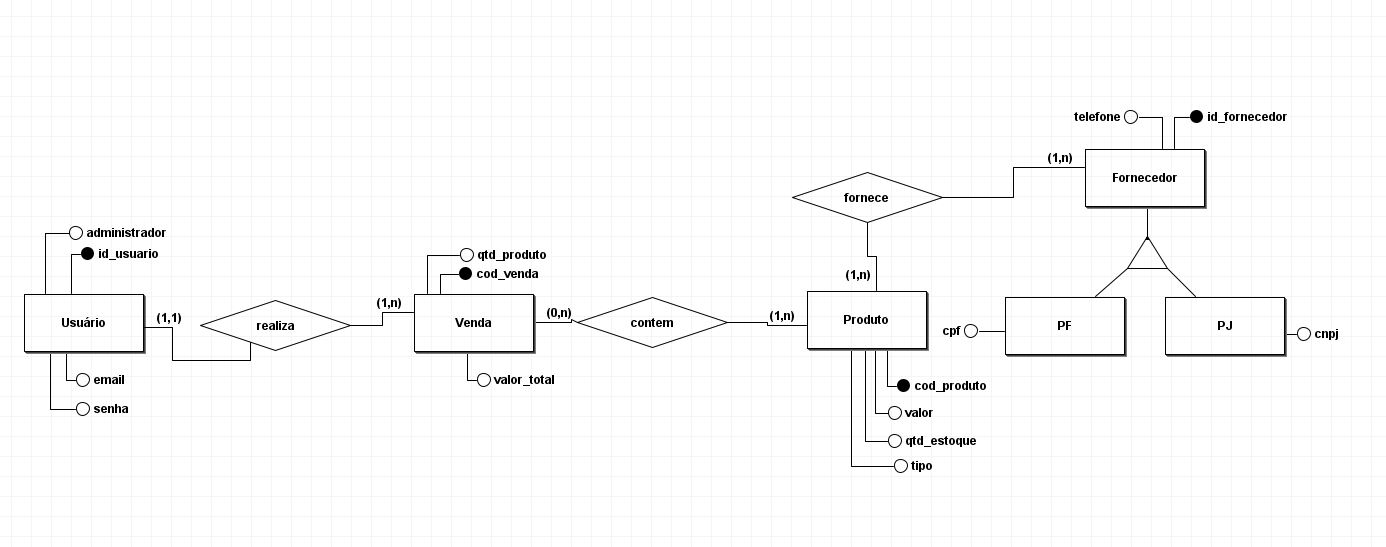 telefone
id_fornecedor
(1,n)
Fornecedor
fornece
administrador
id_usuario
qtd_produto
cod_venda
(1,n)
(1,1)
(1,n)
(0,n)
(1,n)
Usuário
realiza
Venda
contem
Produto
PF
PJ
cpf
cnpj
email
valor_total
cod_produto
senha
valor
qtd_estoque
tipo